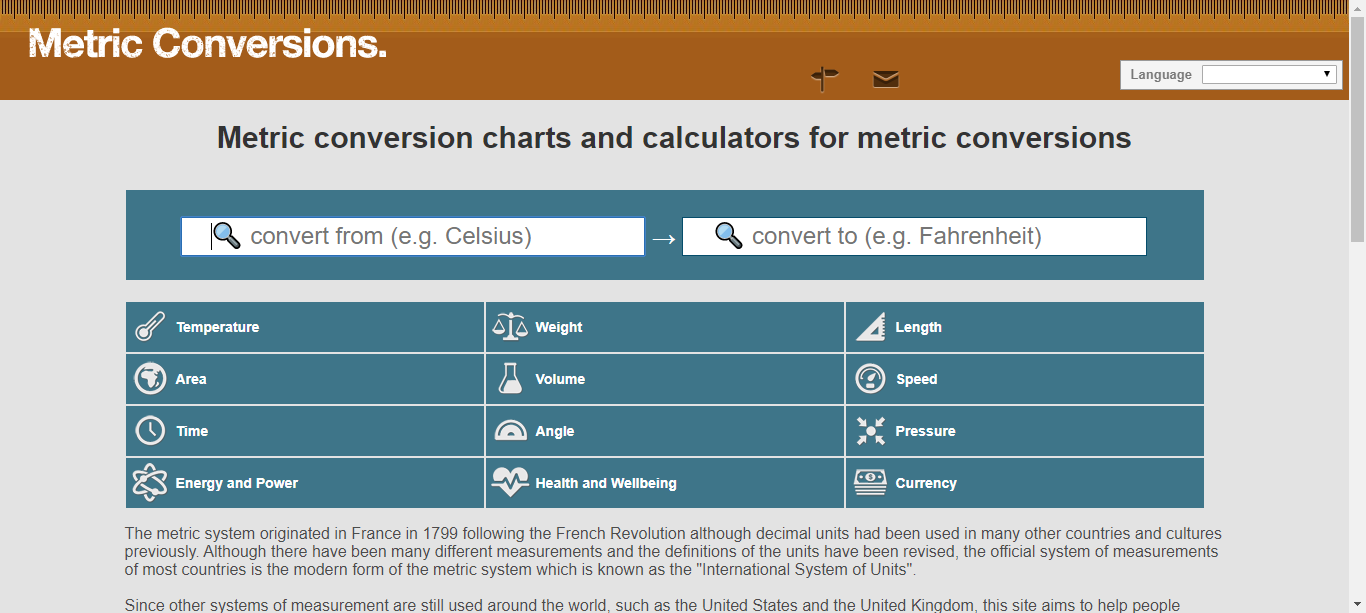 Metric Conversions.
Language
Metric conversion charts and calculators for metric conversions
convert from (e.g. Celsius) → convert to (e.g. Fahrenheit)
Temperature Weight Length
Area Volume Speed
Time Angle Pressure
Energy and Power Health and Wellbeing Currency
The metric system originated in France in 1799 following the French Revolution although decimal units had been used in many other countries and cultures
previously. Although there have been many different measurements and the definitions of the units have been revised, the official system of measurements
of most countries is the modern form of the metric system which is known as the "International System of Units".
Since other systems of measurement are still used around the world, such as the United States and the United Kingdom, this site aims to help people